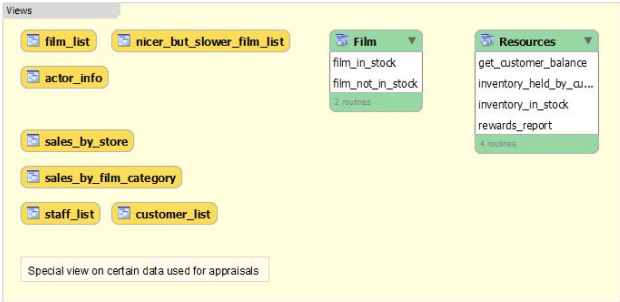 Views
film_list
nicer_but_slower_film_list
actor_info
sales_by_store
sales_by_film_category
staff_list
customer_list
Special view on certain data used for appraisals
Film
film_in_stock
film_not_in_stock
2 routines
Resources
get_customer_balance
inventory_held_by_cu...
inventory_in_stock
rewards_report
4 routines